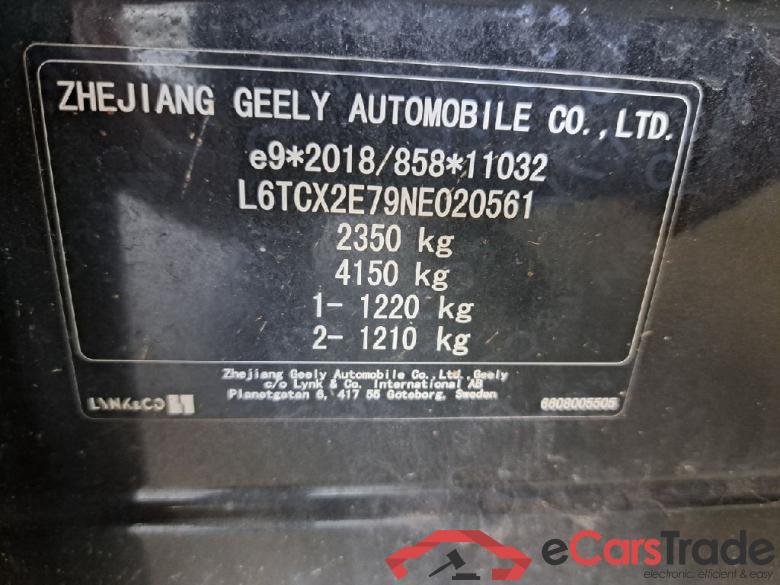 ZHEJIANG GEELY AUTOMOBILE CO.,LTD.
e9*2018/858*11032
L6TCX2E79NE020561
2350 kg
4150 kg
1- 1220 kg
2- 1210 kg
Zhejiang Geely Automobile Co.,Ltd.,Geely
c/o Lynk & Co. International AB
Planetgatan 6, 417 55 Göteborg, Sweden
LYNK&CO
6608005505
eCarsTrade
electronic, efficient & easy